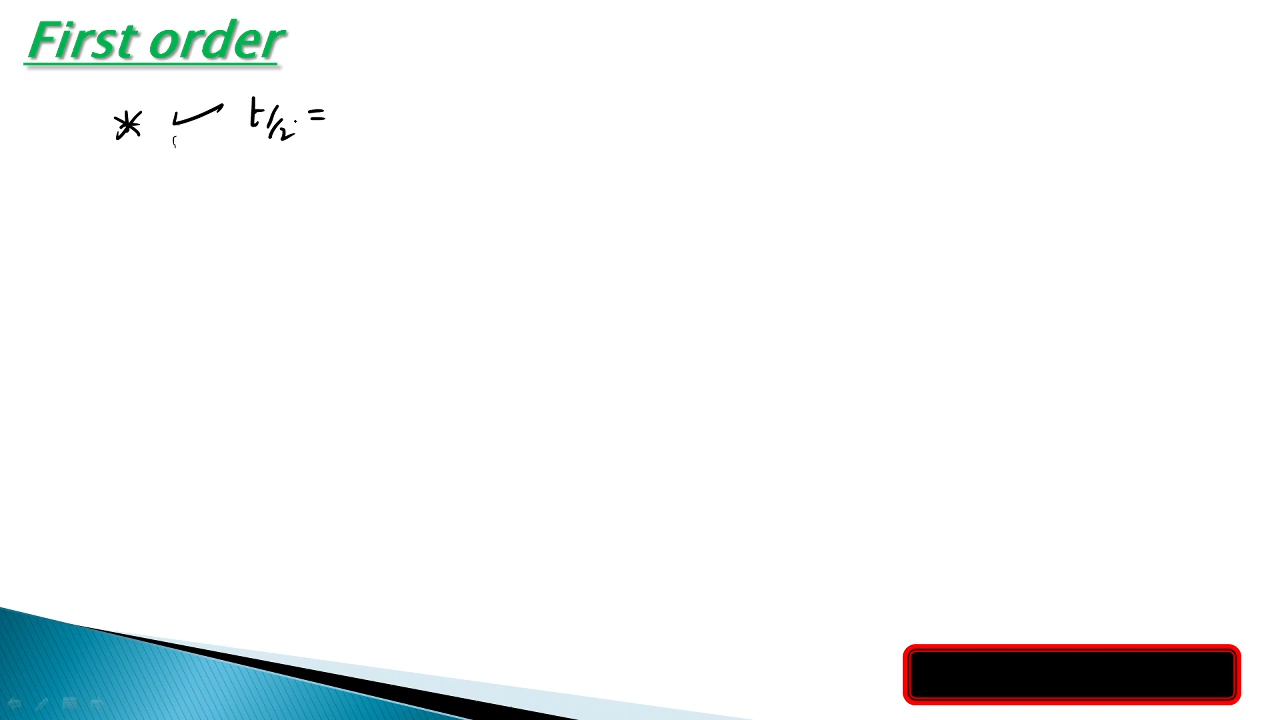 First order
* ✓ t1/2 =